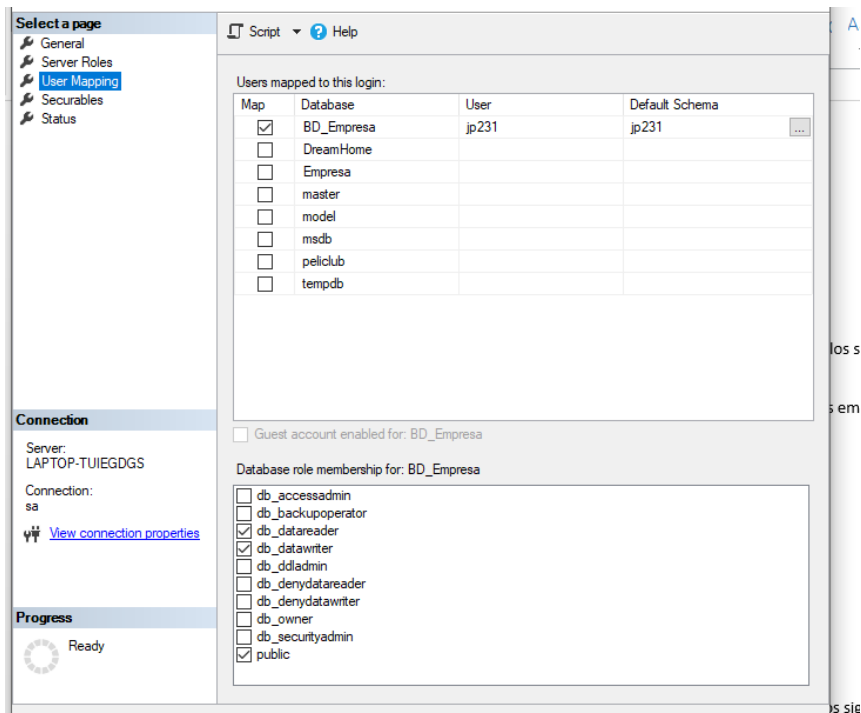 Select a page
General
Server Roles
User Mapping
Securables
Status
Script Help
Users mapped to this login:
Map Database User Default Schema
BD_Empresa jp231 jp231 ...
DreamHome
Empresa
master
model
msdb
peliclub
tempdb
Guest account enabled for: BD_Empresa
Database role membership for: BD_Empresa
db_accessadmin
db_backupoperator
db_datareader
db_datawriter
db_ddladmin
db_denydatareader
db_denydatawriter
db_owner
db_securityadmin
public
Connection
Server:
LAPTOP-TUIEGDGS
Connection:
sa
View connection properties
Progress
Ready
A
los s
s em
os sig